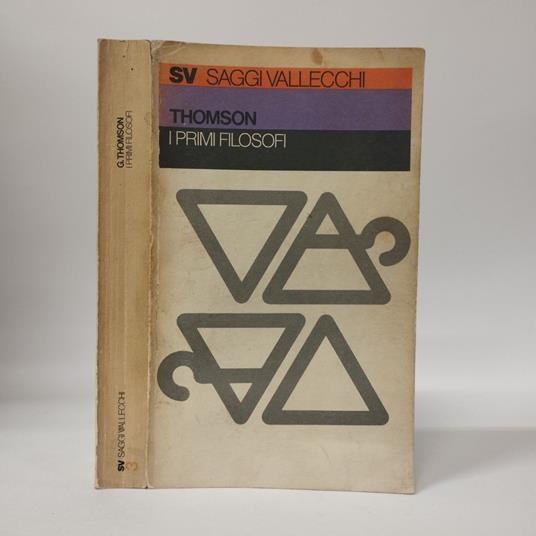 SV SAGGI VALLECCHI
THOMSON
I PRIMI FILOSOFI
G. THOMSON
I PRIMI FILOSOFI
SV SAGGI VALLECCHI
3